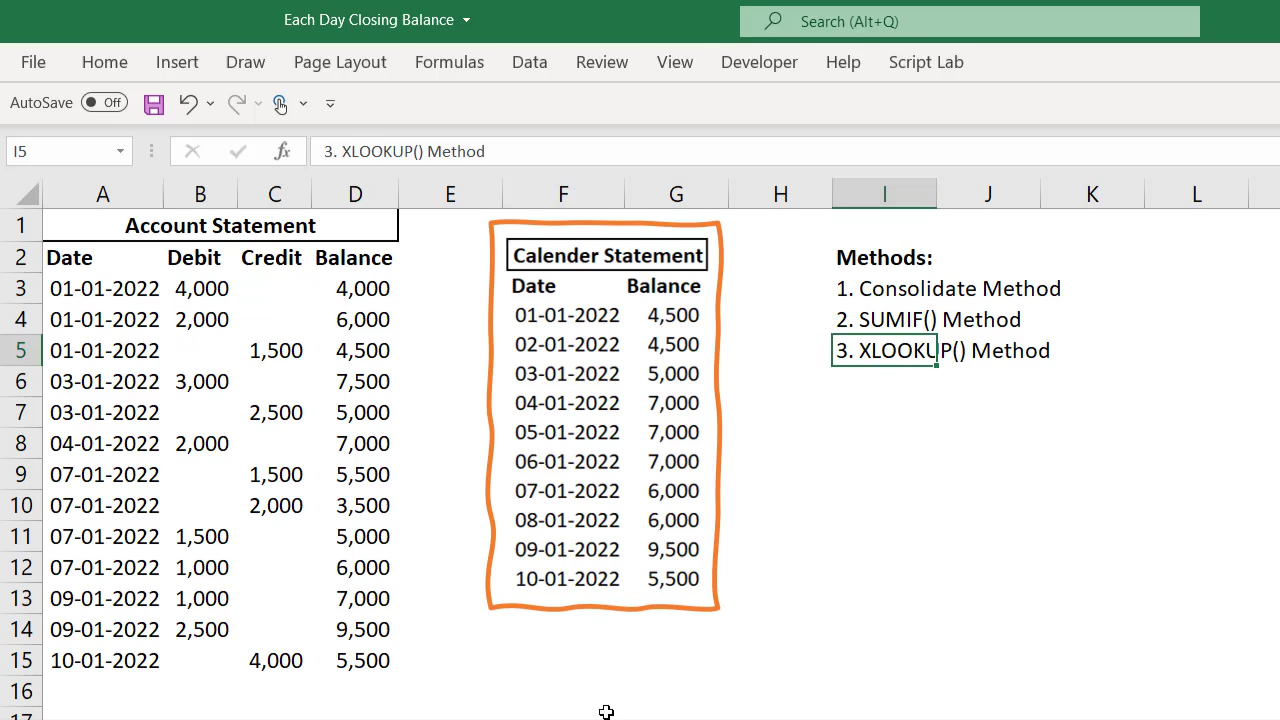 Each Day Closing Balance
Search (Alt+Q)
File Home Insert Draw Page Layout Formulas Data Review View Developer Help Script Lab
AutoSave Off
I5 fx 3. XLOOKUP() Method
A B C D E F G H I J K L
1 Account Statement
2 Date Debit Credit Balance
3 01-01-2022 4,000 4,000
4 01-01-2022 2,000 6,000
5 01-01-2022 1,500 4,500
6 03-01-2022 3,000 7,500
7 03-01-2022 2,500 5,000
8 04-01-2022 2,000 7,000
9 07-01-2022 1,500 5,500
10 07-01-2022 2,000 3,500
11 07-01-2022 1,500 5,000
12 07-01-2022 1,000 6,000
13 09-01-2022 1,000 7,000
14 09-01-2022 2,500 9,500
15 10-01-2022 4,000 5,500
16
17
Calender Statement
Date Balance
01-01-2022 4,500
02-01-2022 4,500
03-01-2022 5,000
04-01-2022 7,000
05-01-2022 7,000
06-01-2022 7,000
07-01-2022 6,000
08-01-2022 6,000
09-01-2022 9,500
10-01-2022 5,500
Methods:
1. Consolidate Method
2. SUMIF() Method
3. XLOOKUP() Method